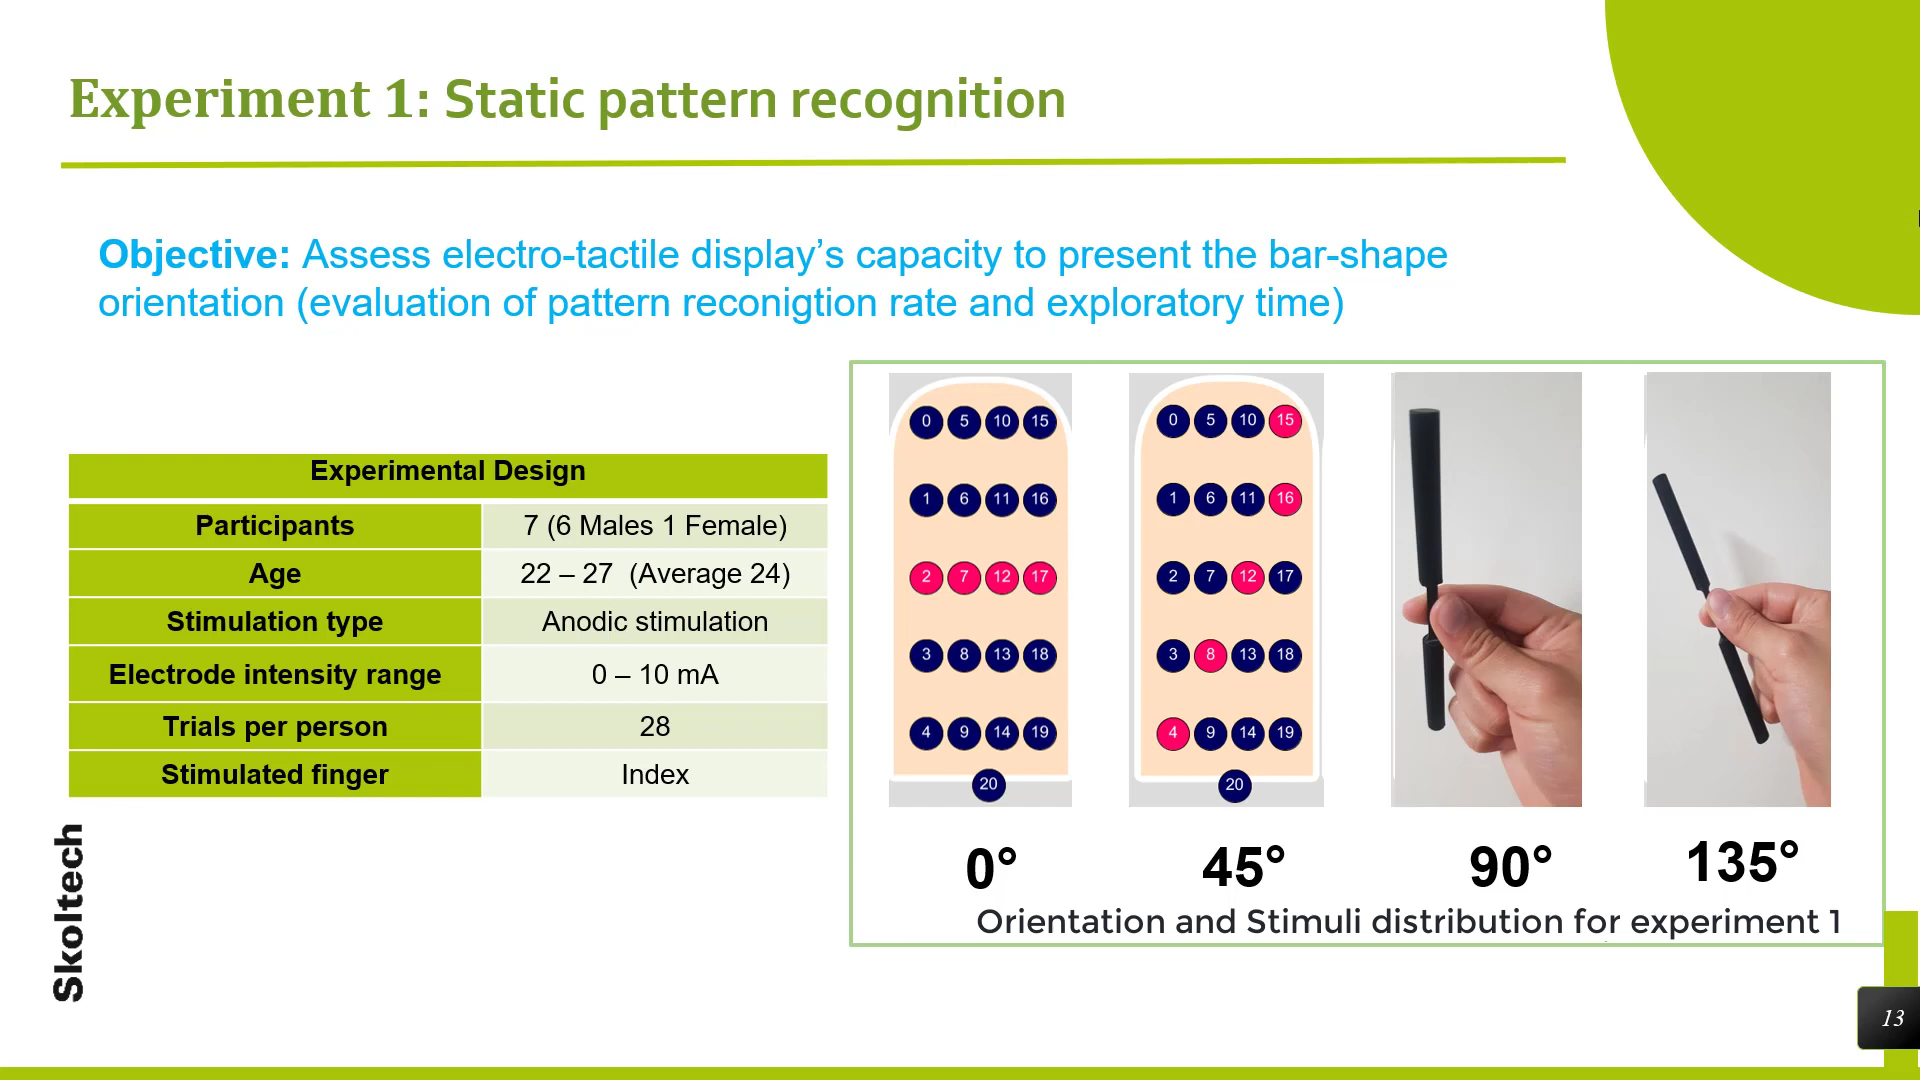 Experiment 1: Static pattern recognition
Objective: Assess electro-tactile display’s capacity to present the bar-shape
orientation (evaluation of pattern reconigtion rate and exploratory time)
Experimental Design
Participants 7 (6 Males 1 Female)
Age 22 – 27 (Average 24)
Stimulation type Anodic stimulation
Electrode intensity range 0 – 10 mA
Trials per person 28
Stimulated finger Index
0 5 10 15
1 6 11 16
2 7 12 17
3 8 13 18
4 9 14 19
20
0 5 10 15
1 6 11 16
2 7 12 17
3 8 13 18
4 9 14 19
20
0° 45° 90° 135°
Orientation and Stimuli distribution for experiment 1
Skoltech
13